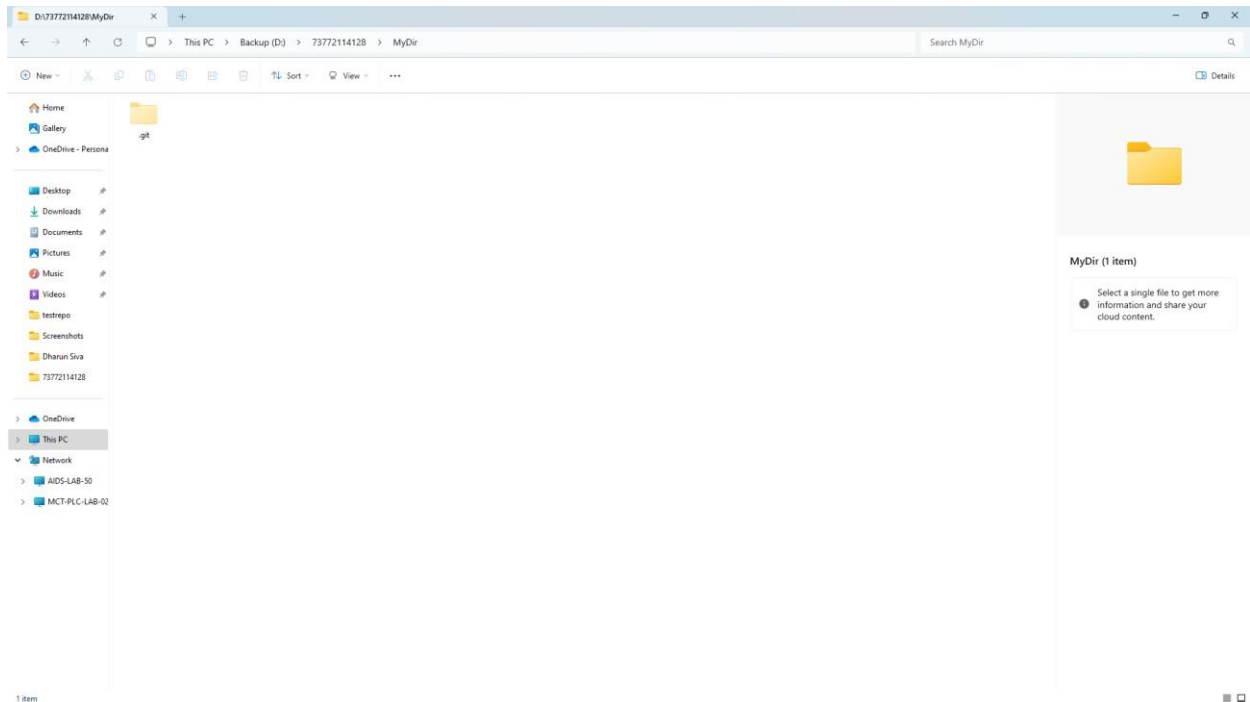 D:\73772114128\MyDir
This PC > Backup (D:) > 73772114128 > MyDir
Search MyDir
New
Sort
View
Details
Home
Gallery
OneDrive - Persona
Desktop
Downloads
Documents
Pictures
Music
Videos
testrepo
Screenshots
Dharun Siva
73772114128
OneDrive
This PC
Network
AIDS-LAB-50
MCT-PLC-LAB-02
.git
MyDir (1 item)
Select a single file to get more
information and share your
cloud content.
1 item